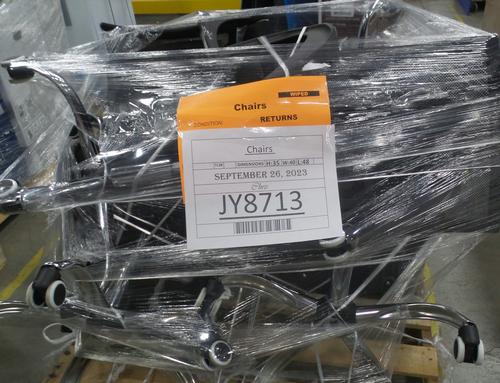 WIPED
Chairs
CONDITION: RETURNS
Chairs
DIMENSIONS H:35 W:40 L:48
SEPTEMBER 26, 2023
JY8713